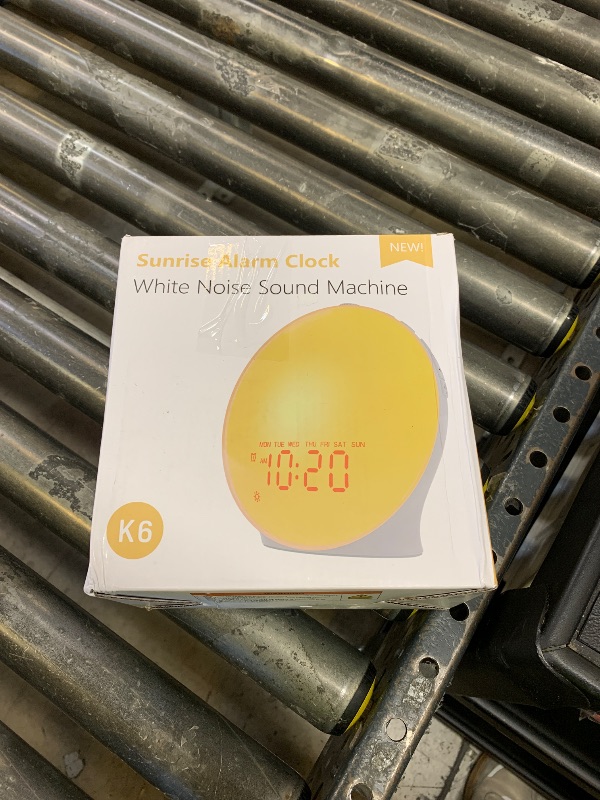 NEW!
Sunrise Alarm Clock
White Noise Sound Machine
MON TUE WED THU FRI SAT SUN
AM 10:20
K6